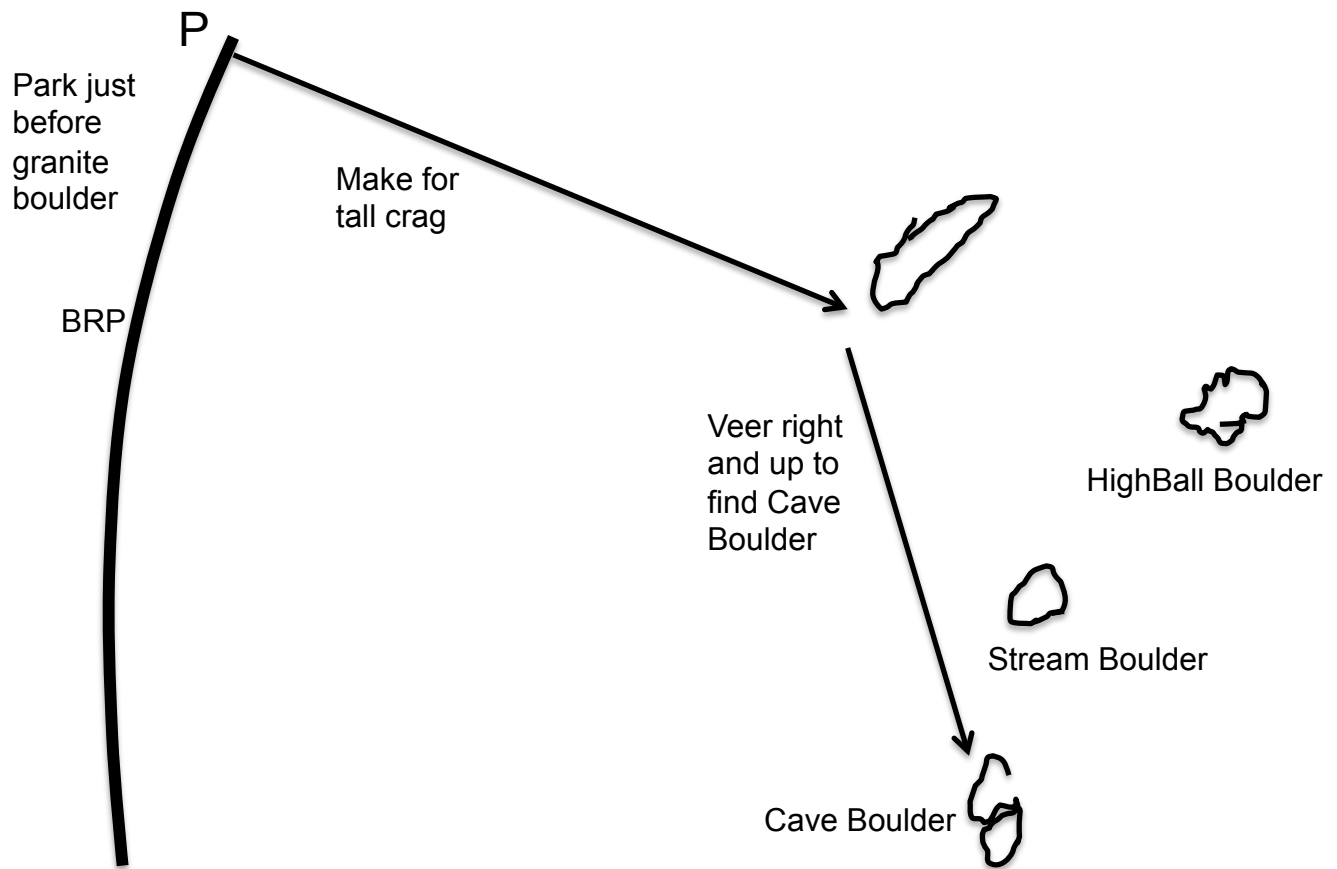 P
Park just
before
granite
boulder
Make for
tall crag
BRP
Veer right
and up to
find Cave
Boulder
HighBall Boulder
Stream Boulder
Cave Boulder